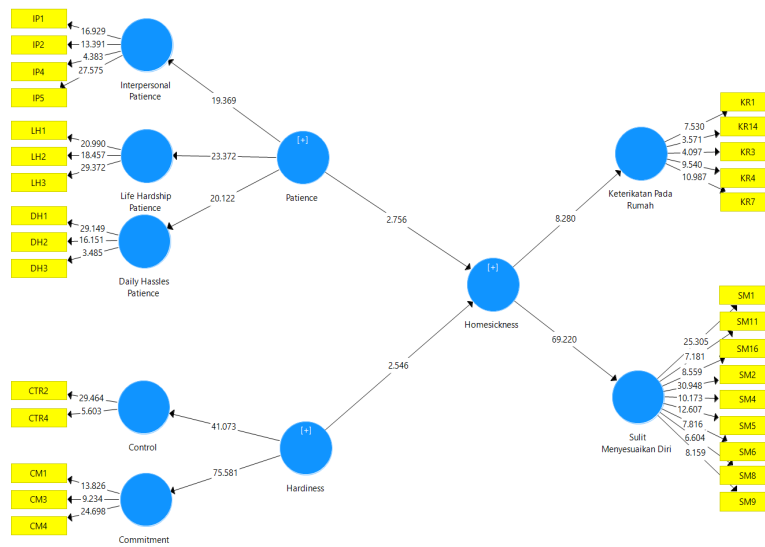 IP1
IP2
IP4
IP5
16.929
13.391
4.383
27.575
Interpersonal
Patience
LH1
LH2
LH3
20.990
18.457
29.372
Life Hardship
Patience
DH1
DH2
DH3
29.149
16.151
3.485
Daily Hassles
Patience
19.369
23.372
20.122
[+]
Patience
2.756
CTR2
CTR4
29.464
5.603
Control
CM1
CM3
CM4
13.826
9.234
24.698
Commitment
41.073
75.581
[+]
Hardiness
2.546
[+]
Homesickness
8.280
69.220
Keterikatan Pada
Rumah
7.530
3.571
4.097
9.540
10.987
KR1
KR14
KR3
KR4
KR7
Sulit
Menyesuaikan Diri
25.305
7.181
8.559
30.948
10.173
12.607
7.816
6.604
8.159
SM1
SM11
SM16
SM2
SM4
SM5
SM6
SM8
SM9